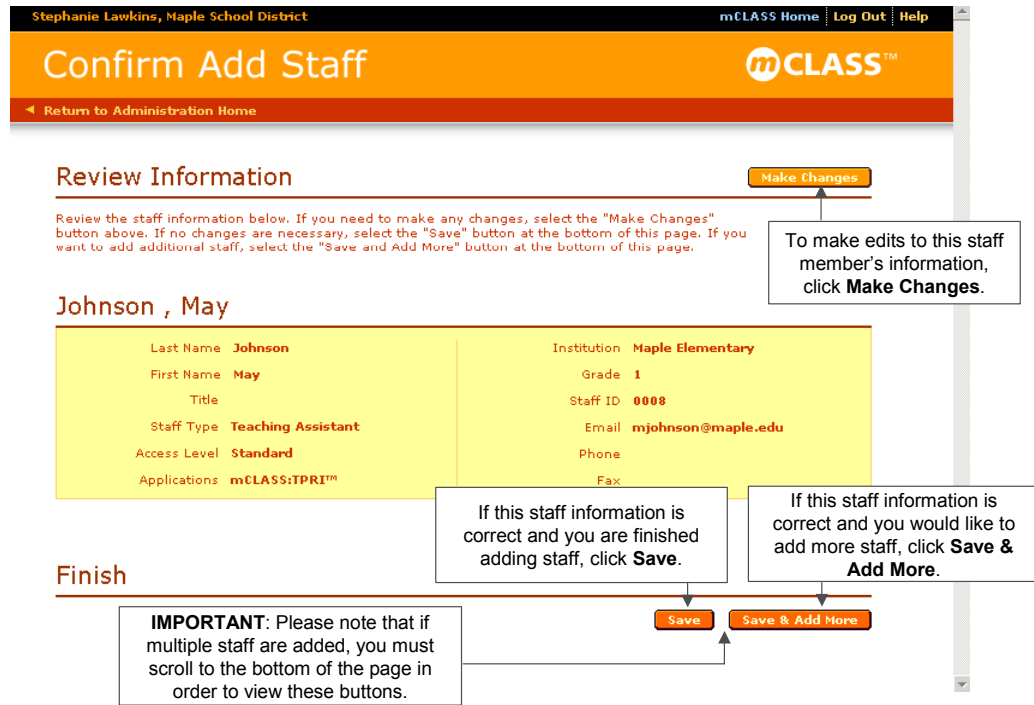 Stephanie Lawkins, Maple School District
mCLASS Home Log Out Help
Confirm Add Staff
mCLASS™
Return to Administration Home
Review Information
Make Changes
Review the staff information below. If you need to make any changes, select the "Make Changes"
button above. If no changes are necessary, select the "Save" button at the bottom of this page. If you
want to add additional staff, select the "Save and Add More" button at the bottom of this page.
To make edits to this staff
member's information,
click Make Changes.
Johnson , May
Last Name Johnson
First Name May
Title
Staff Type Teaching Assistant
Access Level Standard
Applications mCLASS:TPRI™
Institution Maple Elementary
Grade 1
Staff ID 0008
Email mjohnson@maple.edu
Phone
Fax
If this staff information is
correct and you are finished
adding staff, click Save.
If this staff information is
correct and you would like to
add more staff, click Save &
Add More.
Finish
Save
Save & Add More
IMPORTANT: Please note that if
multiple staff are added, you must
scroll to the bottom of the page in
order to view these buttons.